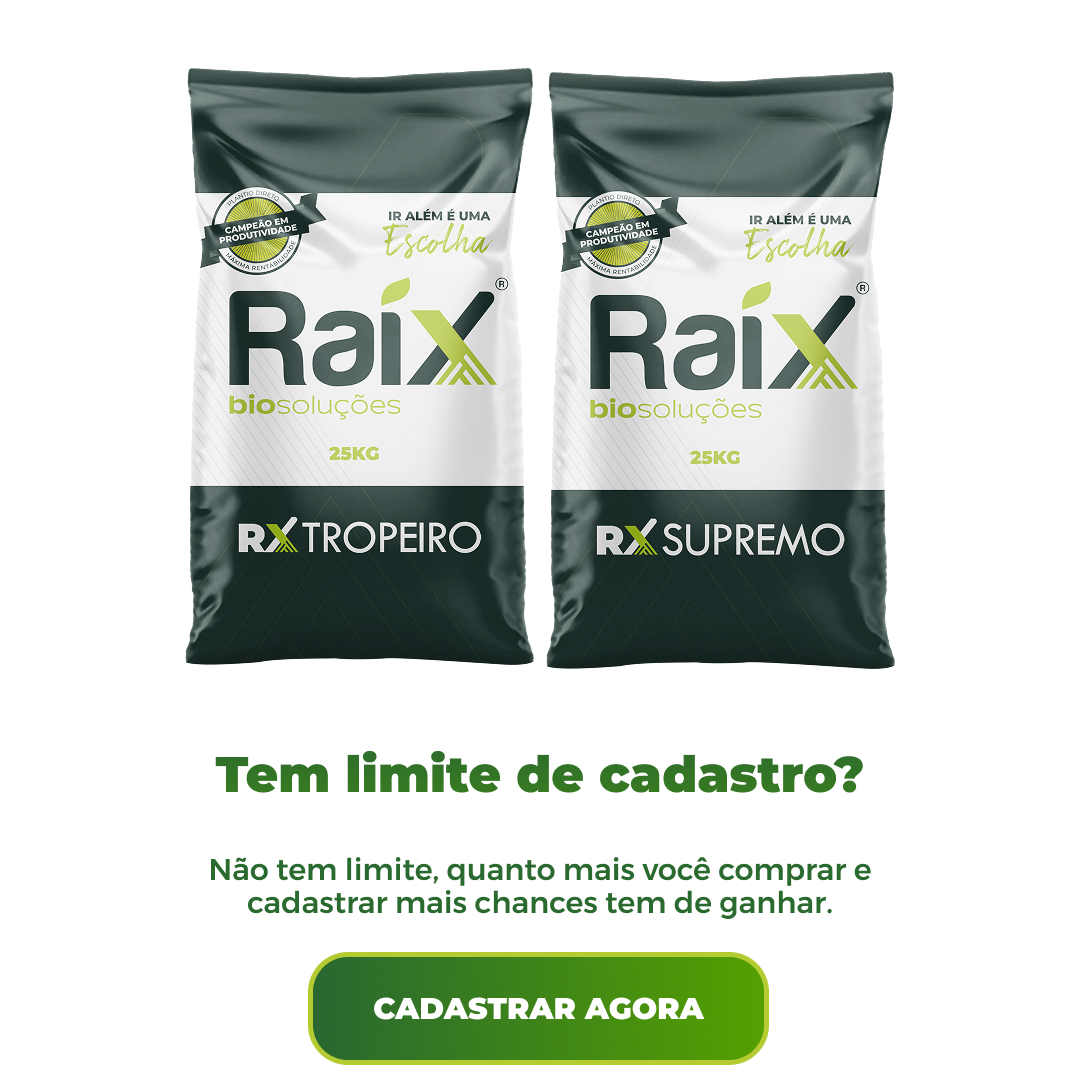 PLANTIO DIRETO
CAMPEÃO EM
PRODUTIVIDADE
MÁXIMA RENTABILIDADE
IR ALÉM É UMA
Escolha
Raíx®
biosoluções
25KG
RX TROPEIRO
PLANTIO DIRETO
CAMPEÃO EM
PRODUTIVIDADE
MÁXIMA RENTABILIDADE
IR ALÉM É UMA
Escolha
Raíx®
biosoluções
25KG
RX SUPREMO
Tem limite de cadastro?
Não tem limite, quanto mais você comprar e
cadastrar mais chances tem de ganhar.
CADASTRAR AGORA